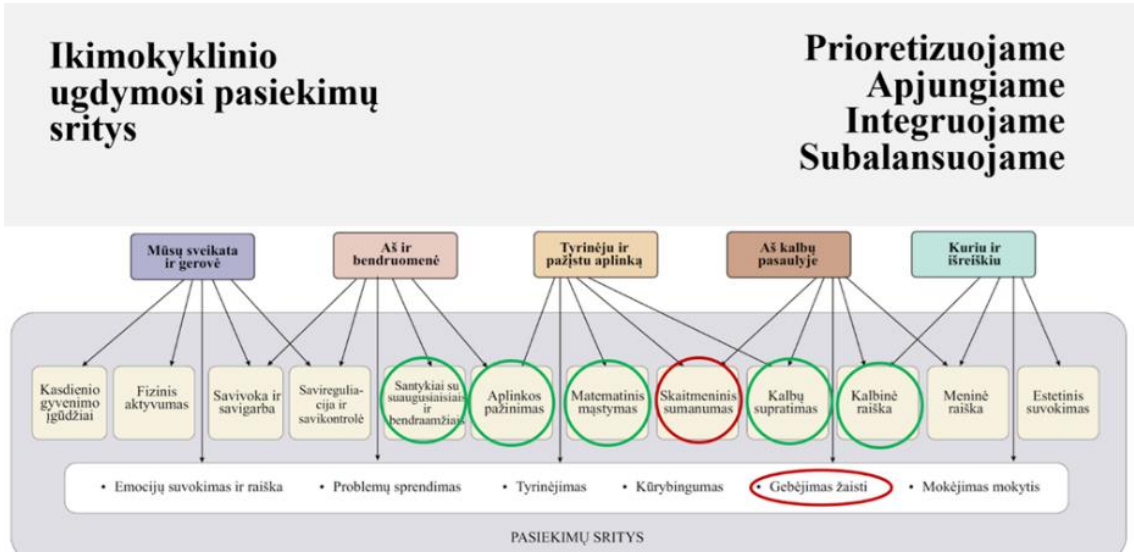 Ikimokyklinio
ugdymosi pasiekimų
sritys
Prioretizuojame
Apjungiame
Integruojame
Subalansuojame
Mūsų sveikata
ir gerovė
Aš ir
bendruomenė
Tyrinėju ir
pažįstu aplinką
Aš kalbų
pasaulyje
Kuriu ir
išreiškiu
Kasdienio
gyvenimo
įgūdžiai
Fizinis
aktyvumas
Savivoka ir
savigarba
Savireguliа-
cija ir
savikontrolė
Santykiai su
suaugusiaisiais
ir
bendraamžiais
Aplinkos
pažinimas
Matematinis
mąstymas
Skaitmeninis
sumanumas
Kalbų
supratimas
Kalbinė
raiška
Meninė
raiška
Estetinis
suvokimas
• Emocijų suvokimas ir raiška
• Problemų sprendimas
• Tyrinėjimas
• Kūrybingumas
• Gebėjimas žaisti
• Mokėjimas mokytis
PASIEKIMŲ SRITYS